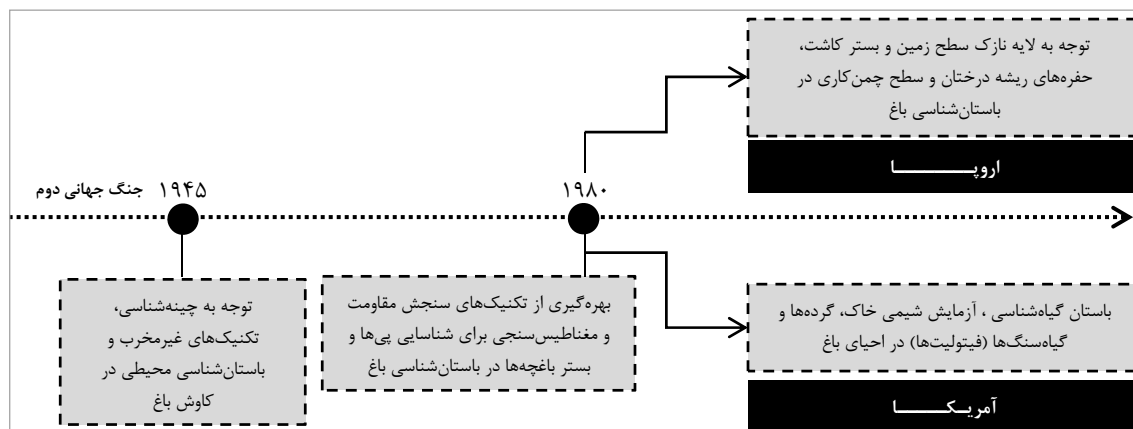 توجه به لایه نازک سطح زمین و بستر کاشت،
حفره‌های ریشه درختان و سطح چمن‌کاری در
باستان‌شناسی باغ
اروپـــــــــــا
۱۹۸۰
۱۹۴۵ جنگ جهانی دوم
باستان گیاه‌شناسی ، آزمایش شیمی خاک، گرده‌ها و
گیاه‌سنگ‌ها (فیتولیت‌ها) در احیای باغ
آمریـکـــــــــا
بهره‌گیری از تکنیک‌های سنجش مقاومت
و مغناطیس‌سنجی برای شناسایی پی‌ها و
بستر باغچه‌ها در باستان‌شناسی باغ
توجه به چینه‌شناسی،
تکنیک‌های غیرمخرب و
باستان‌شناسی محیطی در
کاوش باغ